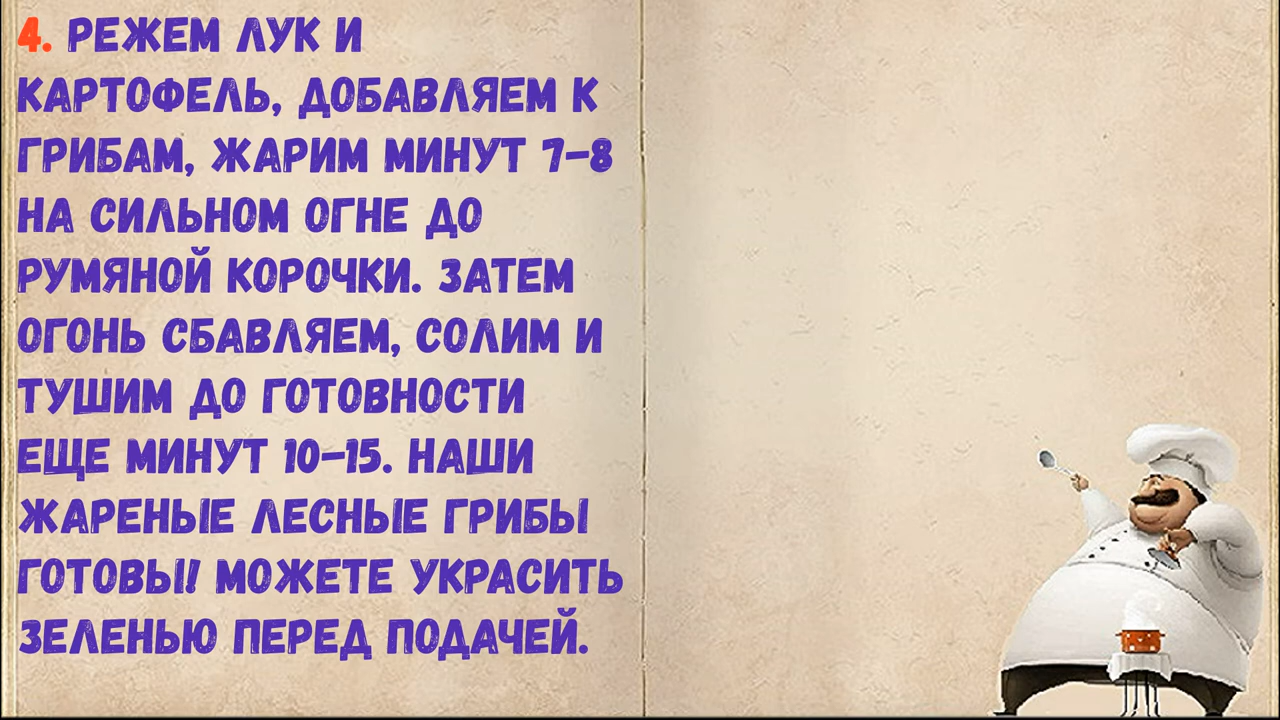 4. РЕЖЕМ ЛУК И
КАРТОФЕЛЬ, ДОБАВЛЯЕМ К
ГРИБАМ, ЖАРИМ МИНУТ 7-8
НА СИЛЬНОМ ОГНЕ ДО
РУМЯНОЙ КОРОЧКИ. ЗАТЕМ
ОГОНЬ СБАВЛЯЕМ, СОЛИМ И
ТУШИМ ДО ГОТОВНОСТИ
ЕЩЕ МИНУТ 10-15. НАШИ
ЖАРЕНЫЕ ЛЕСНЫЕ ГРИБЫ
ГОТОВЫ! МОЖЕТЕ УКРАСИТЬ
ЗЕЛЕНЬЮ ПЕРЕД ПОДАЧЕЙ.